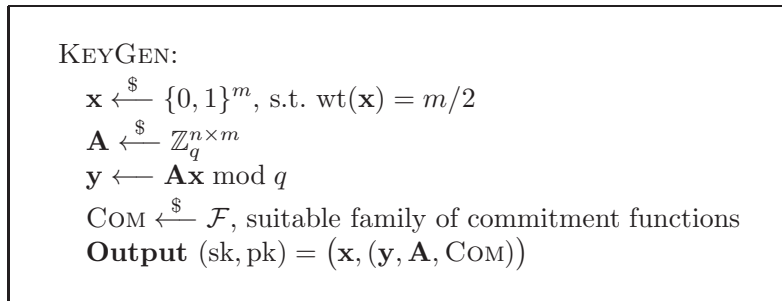 KEYGEN:
x ←$ {0, 1}^m, s.t. wt(x) = m/2
A ←$ ℤ_q^{n×m}
y ← Ax mod q
COM ←$ ℱ, suitable family of commitment functions
Output (sk, pk) = (x, (y, A, COM))